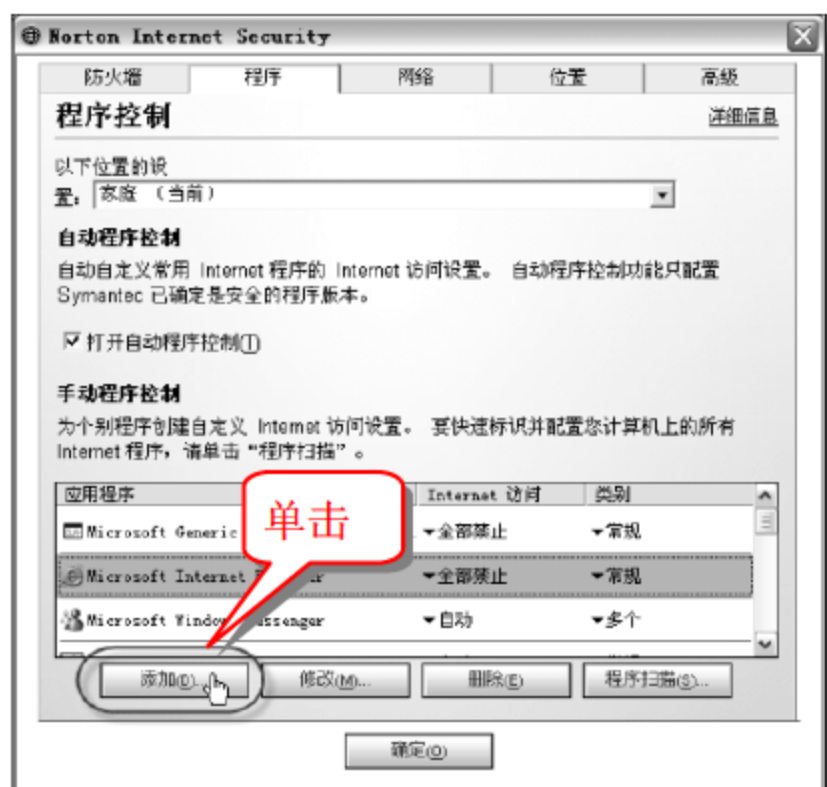 Norton Internet Security
防火墙 程序 网络 位置 高级
程序控制 详细信息
以下位置的设
置: 家庭 (当前)
自动程序控制
自动自定义常用 Internet 程序的 Internet 访问设置。 自动程序控制功能只配置
Symantec 已确定是安全的程序版本。
打开自动程序控制(T)
手动程序控制
为个别程序创建自定义 Internet 访问设置。 要快速标识并配置您计算机上的所有
Internet 程序，请单击“程序扫描”。
应用程序 Internet 访问 类别
单击
Microsoft Generic 全部禁止 常规
Microsoft Internet 全部禁止 常规
Microsoft Window ssenger 自动 多个
添加(D)... 修改(M)... 删除(E) 程序扫描(S)...
确定(O)